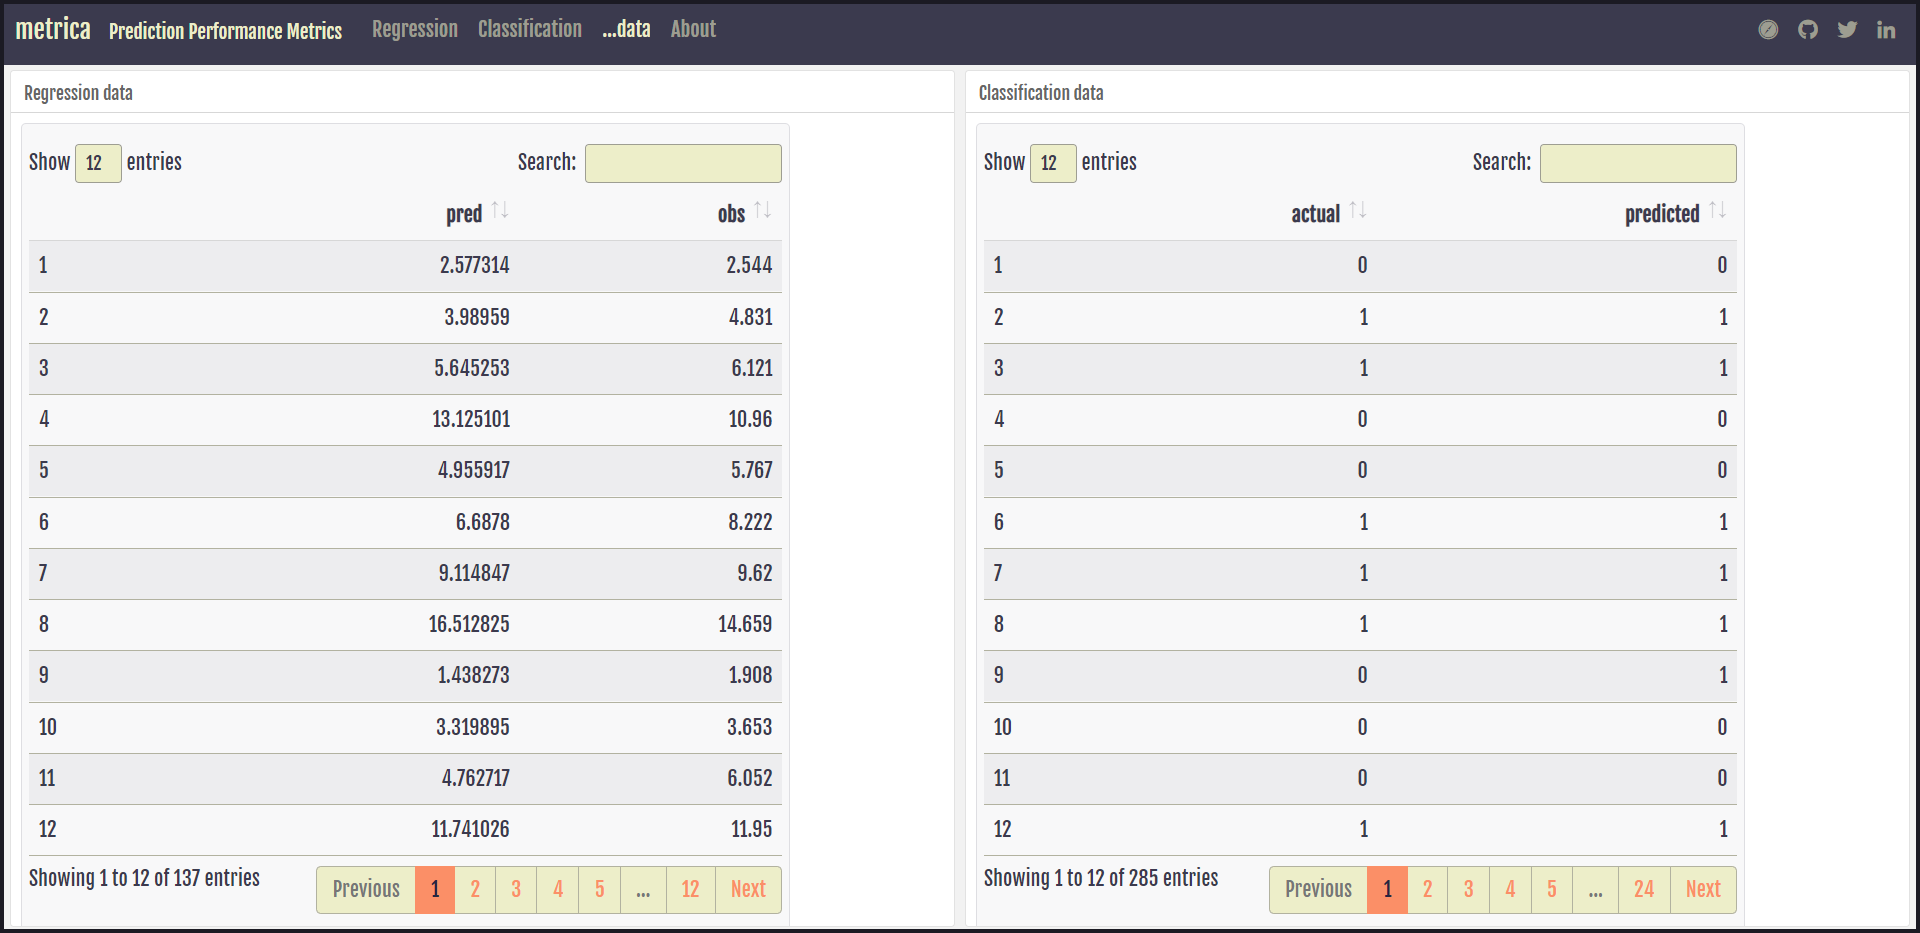 metrica Prediction Performance Metrics Regression Classification ...data About
Regression data
Show 12 entries Search:
pred obs
1 2.577314 2.544
2 3.98959 4.831
3 5.645253 6.121
4 13.125101 10.96
5 4.955917 5.767
6 6.6878 8.222
7 9.114847 9.62
8 16.512825 14.659
9 1.438273 1.908
10 3.319895 3.653
11 4.762717 6.052
12 11.741026 11.95
Showing 1 to 12 of 137 entries Previous 1 2 3 4 5 ... 12 Next
Classification data
Show 12 entries Search:
actual predicted
1 0 0
2 1 1
3 1 1
4 0 0
5 0 0
6 1 1
7 1 1
8 1 1
9 0 1
10 0 0
11 0 0
12 1 1
Showing 1 to 12 of 285 entries Previous 1 2 3 4 5 ... 24 Next